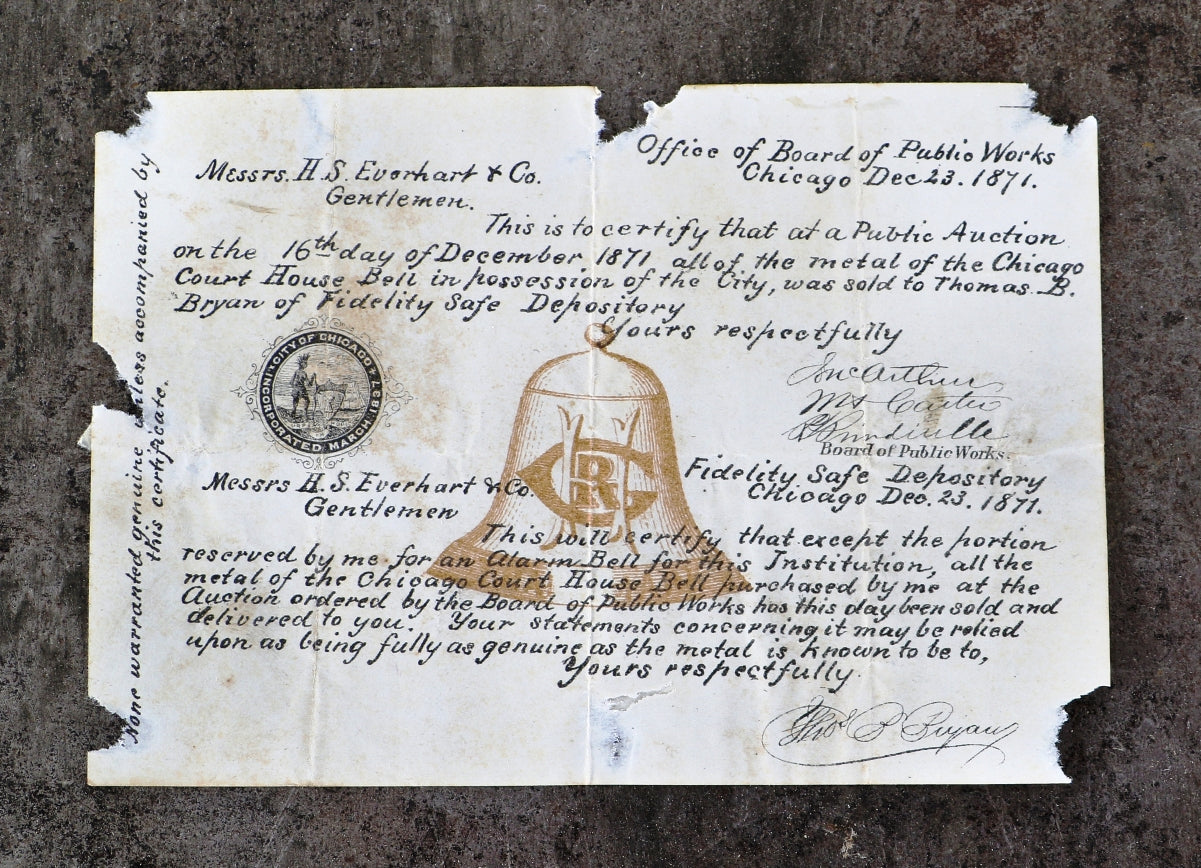 Office of Board of Public Works
Chicago Dec 23. 1871.
Messrs. H. S. Everhart & Co.
Gentlemen.
This is to certify that at a Public Auction
on the 16th day of December 1871 all of the metal of the Chicago
Court House Bell in possession of the City, was sold to Thomas. B.
Bryan of Fidelity Safe Depository
Yours respectfully
CITY OF CHICAGO
INCORPORATED MARCH 4 1837
McArthur
Board of Public Works.
Fidelity Safe Depository
Chicago Dec. 23. 1871.
Messrs H. S. Everhart & Co.
Gentlemen
This will certify that except the portion
reserved by me for an Alarm Bell for this Institution, all the
metal of the Chicago Court House Bell purchased by me at the
Auction ordered by the Board of Public Works has this day been sold and
delivered to you. Your statements concerning it may be relied
upon as being fully as genuine as the metal is known to be to,
Yours respectfully.
Thos B Bryan
None warranted genuine unless accompanied by
this certificate.